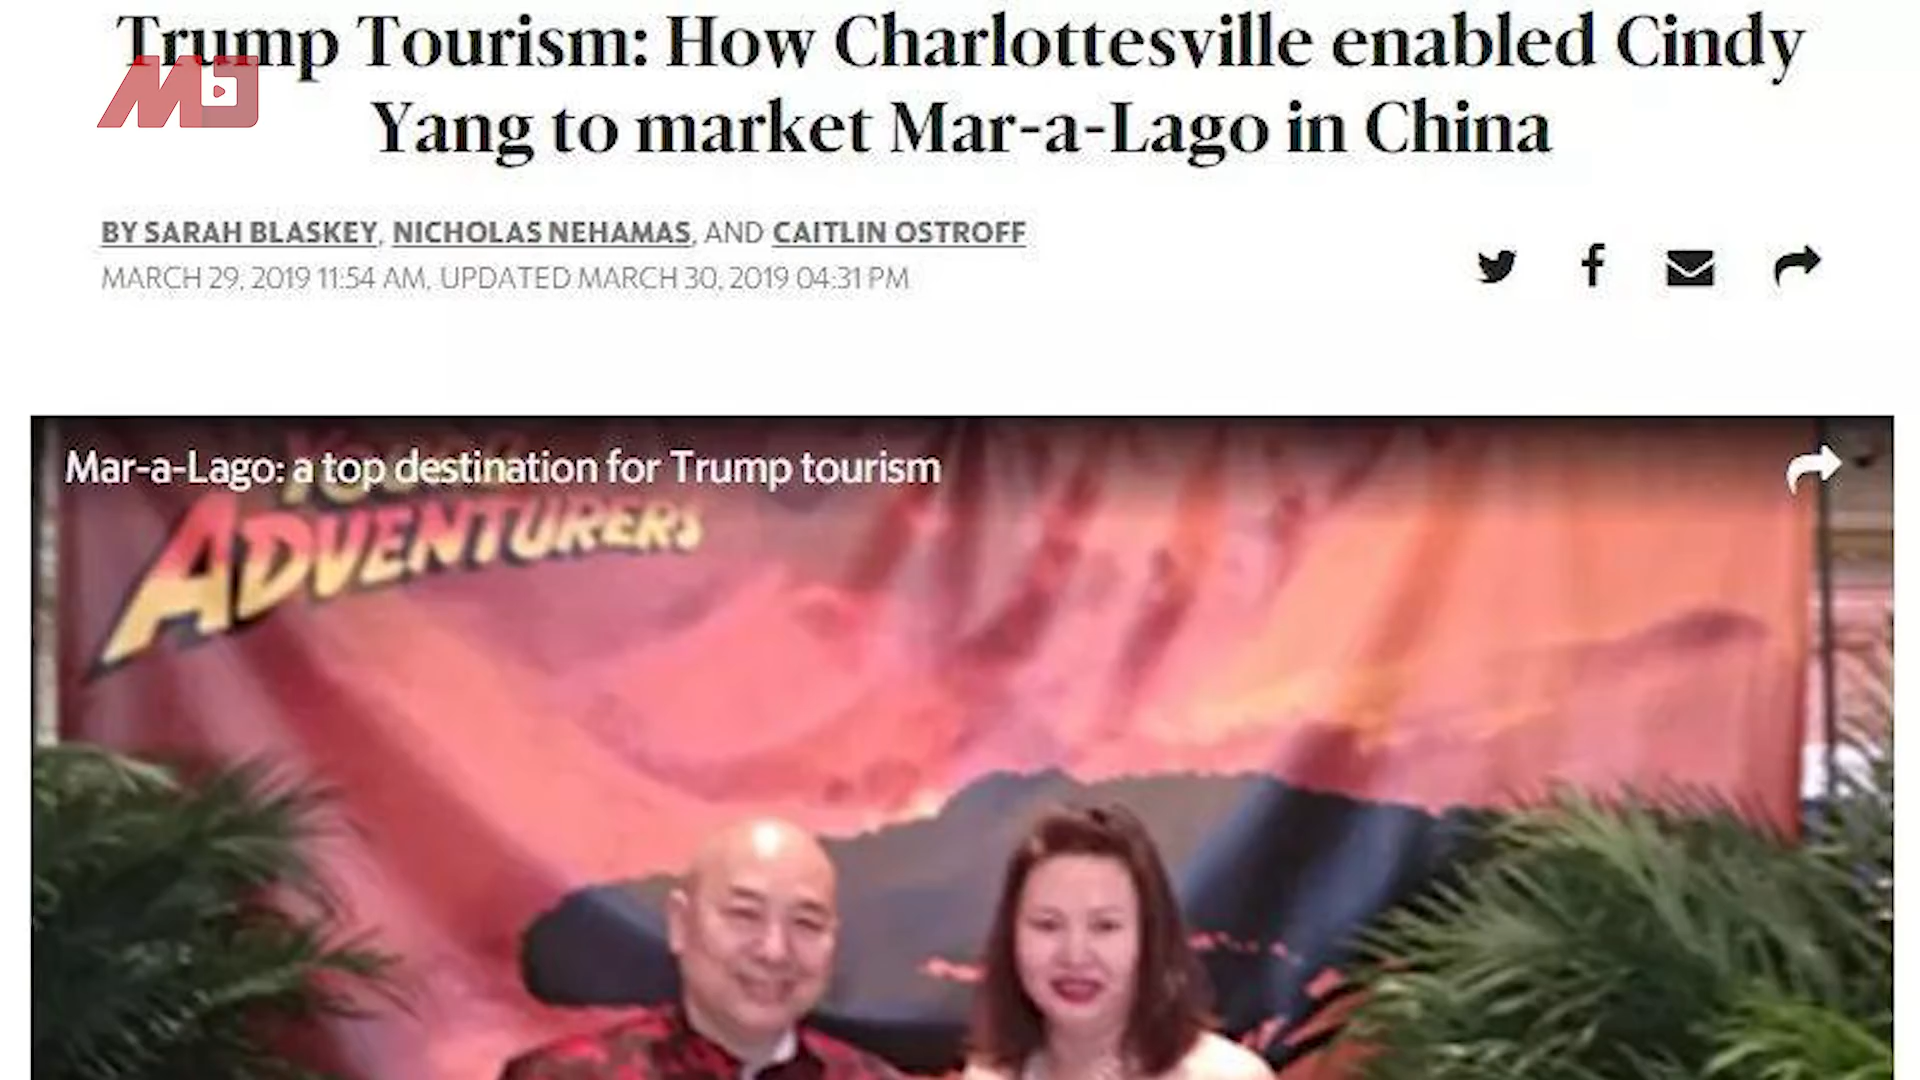 Trump Tourism: How Charlottesville enabled Cindy
Yang to market Mar-a-Lago in China
BY SARAH BLASKEY, NICHOLAS NEHAMAS, AND CAITLIN OSTROFF
MARCH 29, 2019 11:54 AM, UPDATED MARCH 30, 2019 04:31 PM
Mar-a-Lago: a top destination for Trump tourism
ADVENTURERS